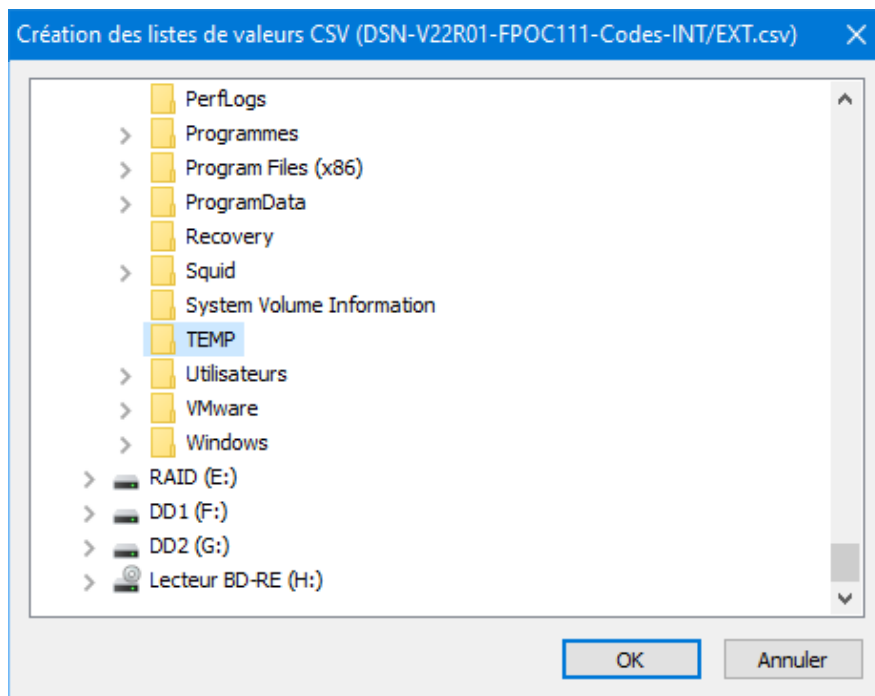 Création des listes de valeurs CSV (DSN-V22R01-FPOC111-Codes-INT/EXT.csv)
PerfLogs
Programmes
Program Files (x86)
ProgramData
Recovery
Squid
System Volume Information
TEMP
Utilisateurs
VMware
Windows
RAID (E:)
DD1 (F:)
DD2 (G:)
Lecteur BD-RE (H:)
OK Annuler